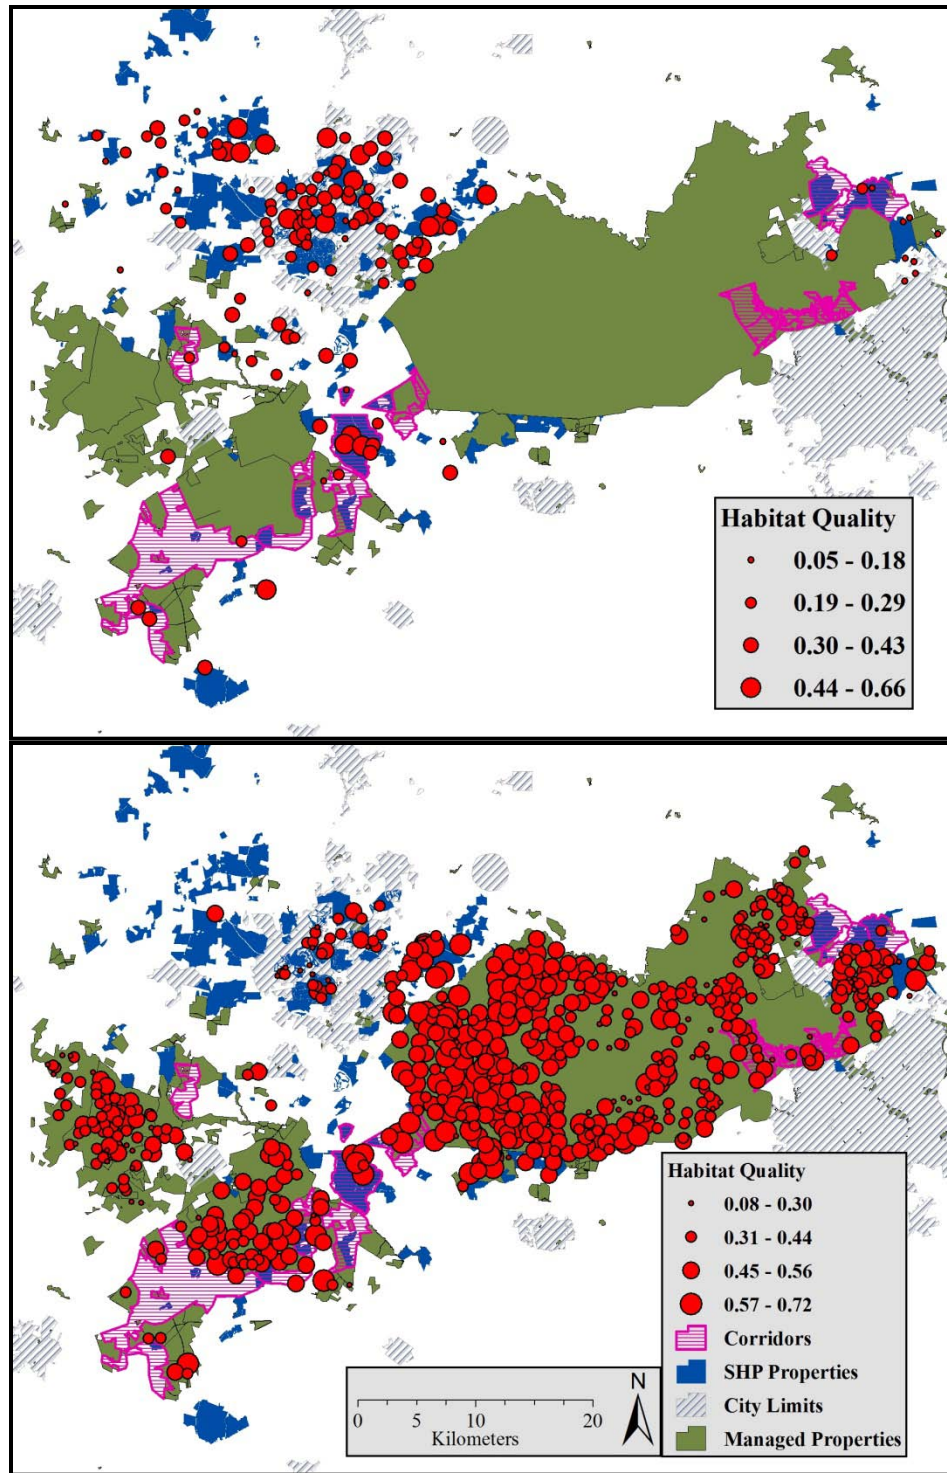 Habitat Quality
0.05 - 0.18
0.19 - 0.29
0.30 - 0.43
0.44 - 0.66
Habitat Quality
0.08 - 0.30
0.31 - 0.44
0.45 - 0.56
0.57 - 0.72
Corridors
SHP Properties
City Limits
Managed Properties
N
0 5 10 20
Kilometers